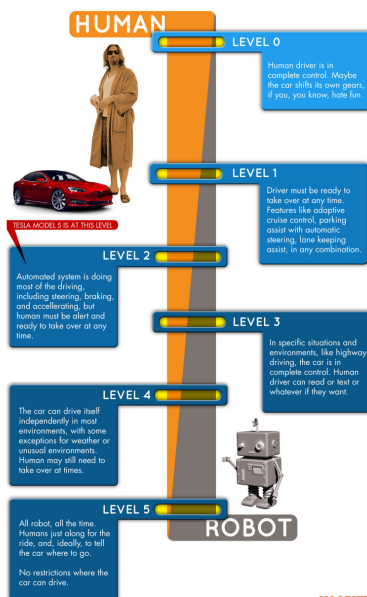 HUMAN
LEVEL 0
Human driver is in
complete control. Maybe
the car shifts its own gears,
if you, you know, hate fun.
LEVEL 1
Driver must be ready to
take over at any time.
Features like adaptive
cruise control, parking
assist with automatic
steering, lane keeping
assist, in any combination.
TESLA MODEL S IS AT THIS LEVEL
LEVEL 2
Automated system is doing
most of the driving,
including steering, braking,
and accellerating, but
human must be alert and
ready to take over at any
time.
LEVEL 3
In specific situations and
environments, like highway
driving, the car is in
complete control. Human
driver can read or text or
whatever if they want.
LEVEL 4
The car can drive itself
independently in most
environments, with some
exceptions for weather or
unusual environments.
Human may still need to
take over at times.
LEVEL 5
All robot, all the time.
Humans just along for the
ride, and, ideally, to tell
the car where to go.
No restrictions where the
car can drive.
ROBOT